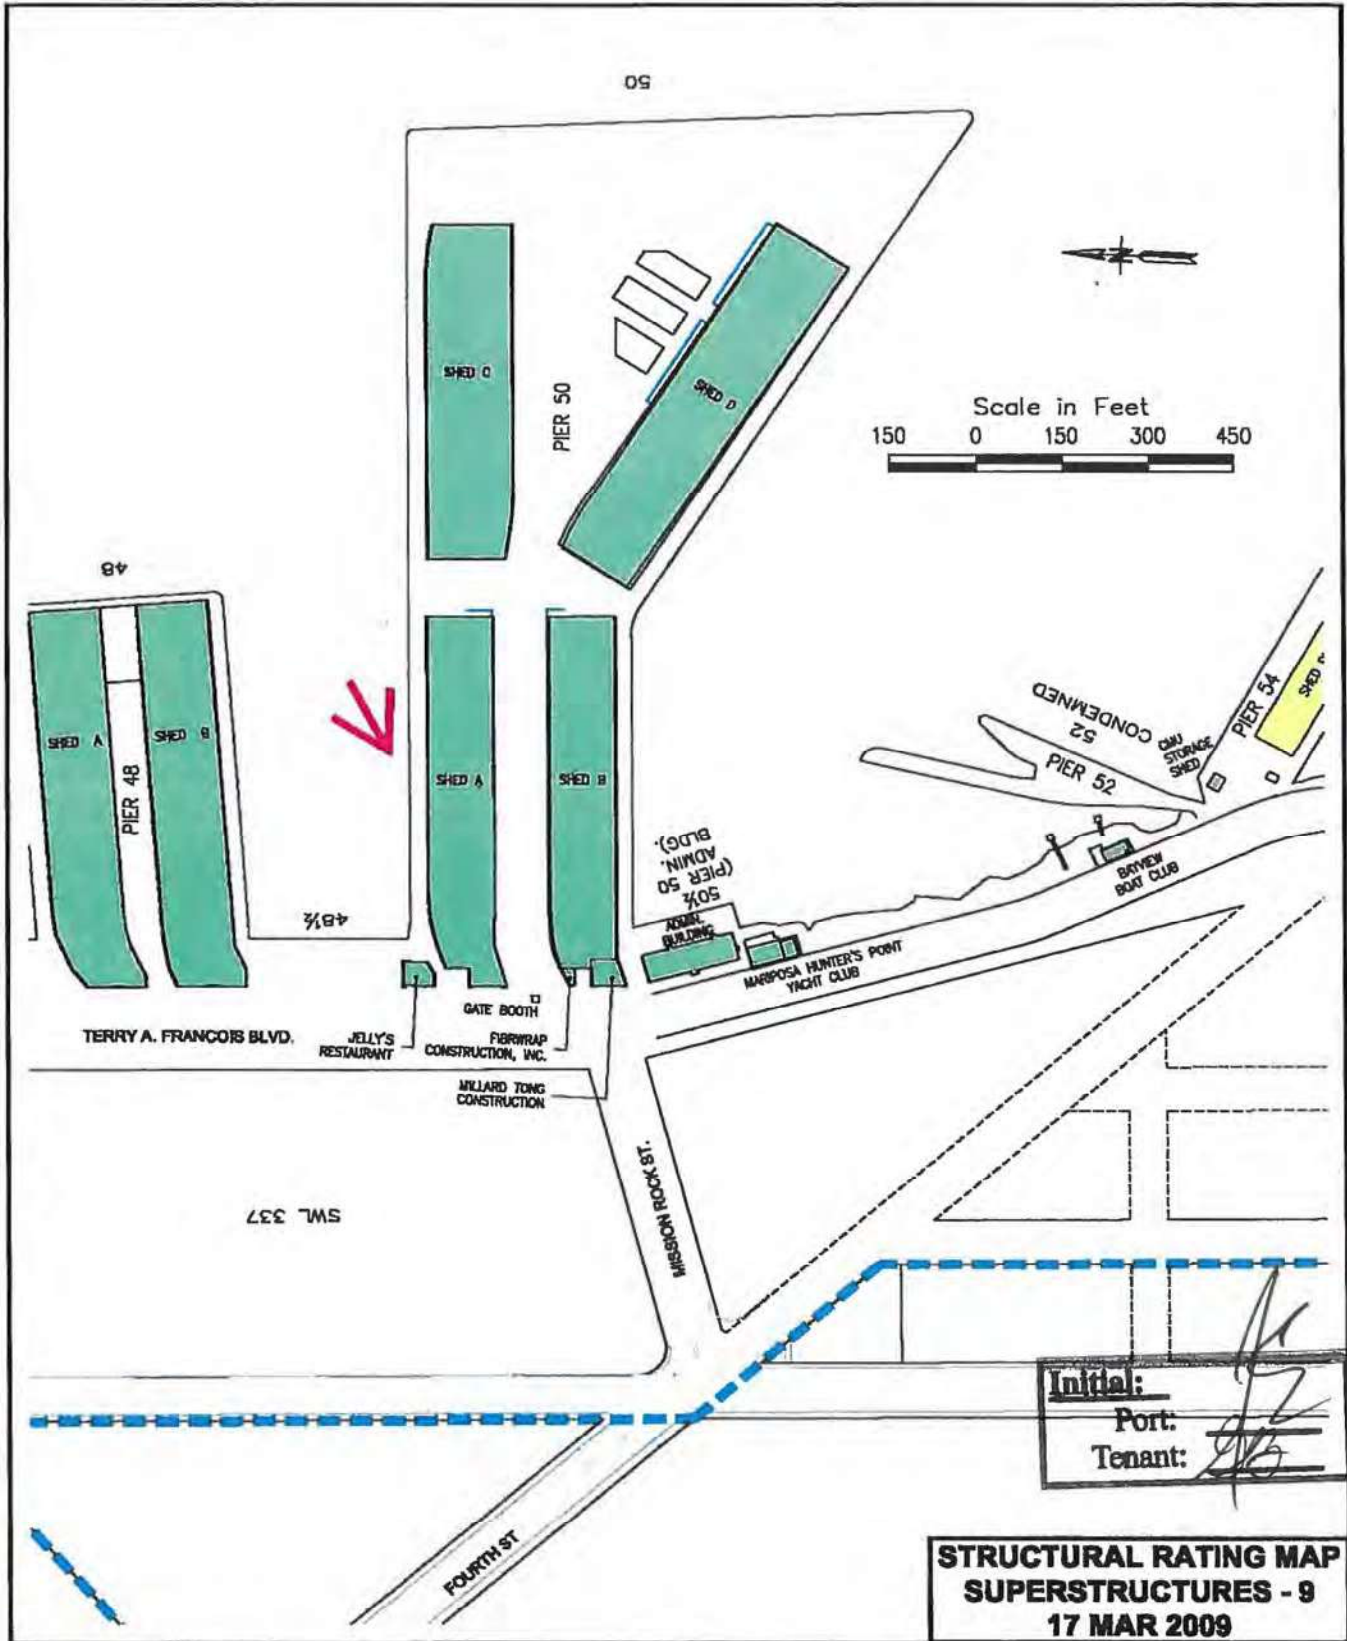 50
SHED C
PIER 50
SHED D
Scale in Feet
150 0 150 300 450
N
48
SHED A
PIER 48
SHED B
SHED A
SHED B
48½
50½
(PIER 50
ADMIN.
BLDG).
ADMIN.
BUILDING
52
CONDEMNED
PIER 52
CMU
STORAGE
SHED
PIER 54
SHED
BAYVIEW
BOAT CLUB
MARIPOSA HUNTER'S POINT
YACHT CLUB
GATE BOOTH
TERRY A. FRANCOIS BLVD.
JELLY'S
RESTAURANT
FIBRWRAP
CONSTRUCTION, INC.
MILLARD TONG
CONSTRUCTION
MISSION ROCK ST.
SWL 337
FOURTH ST
Initial:
Port:
Tenant:
STRUCTURAL RATING MAP
SUPERSTRUCTURES - 9
17 MAR 2009